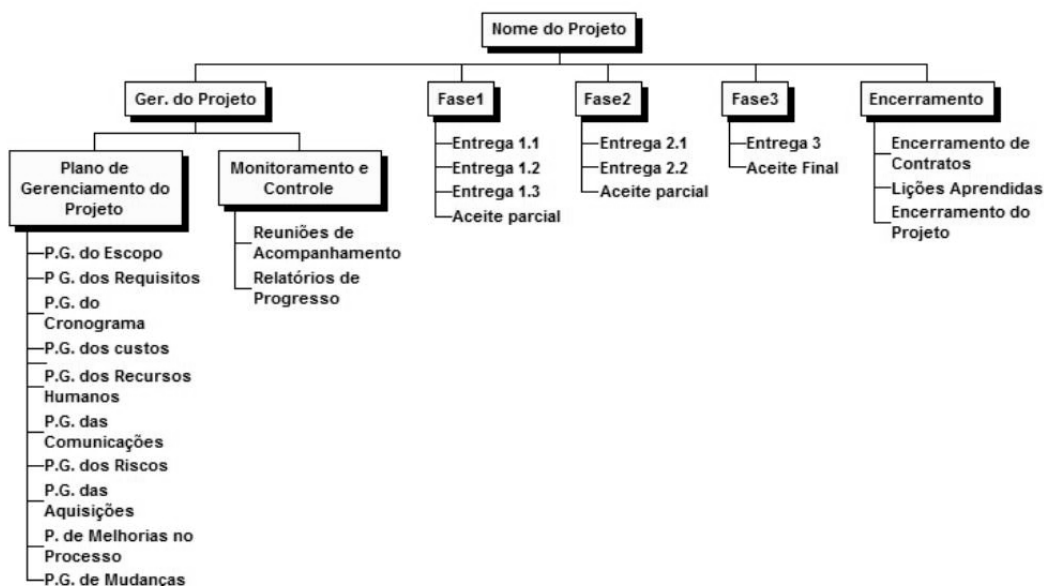 Nome do Projeto
Ger. do Projeto
Fase1
Fase2
Fase3
Encerramento
Plano de
Gerenciamento do
Projeto
P.G. do Escopo
P G. dos Requisitos
P.G. do
Cronograma
P.G. dos custos
P.G. dos Recursos
Humanos
P.G. das
Comunicações
P.G. dos Riscos
P.G. das
Aquisições
P. de Melhorias no
Processo
P.G. de Mudanças
Monitoramento e
Controle
Reuniões de
Acompanhamento
Relatórios de
Progresso
Entrega 1.1
Entrega 1.2
Entrega 1.3
Aceite parcial
Entrega 2.1
Entrega 2.2
Aceite parcial
Entrega 3
Aceite Final
Encerramento de
Contratos
Lições Aprendidas
Encerramento do
Projeto